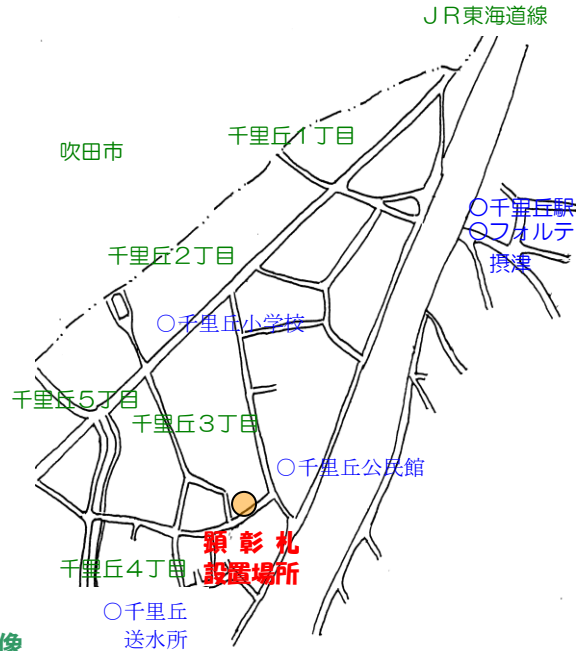 ＪＲ東海道線
千里丘１丁目
吹田市
○千里丘駅
○フォルテ
摂津
千里丘２丁目
○千里丘小学校
千里丘５丁目
千里丘３丁目
○千里丘公民館
顕彰札
設置場所
千里丘４丁目
○千里丘
送水所
像